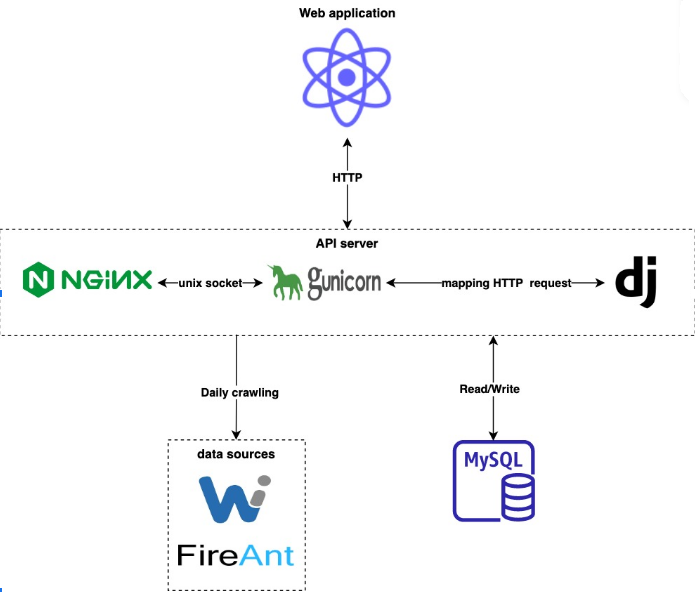 Web application
HTTP
API server
NGINX
unix socket
gunicorn
mapping HTTP request
dj
Daily crawling
Read/Write
data sources
Wi
FireAnt
MySQL